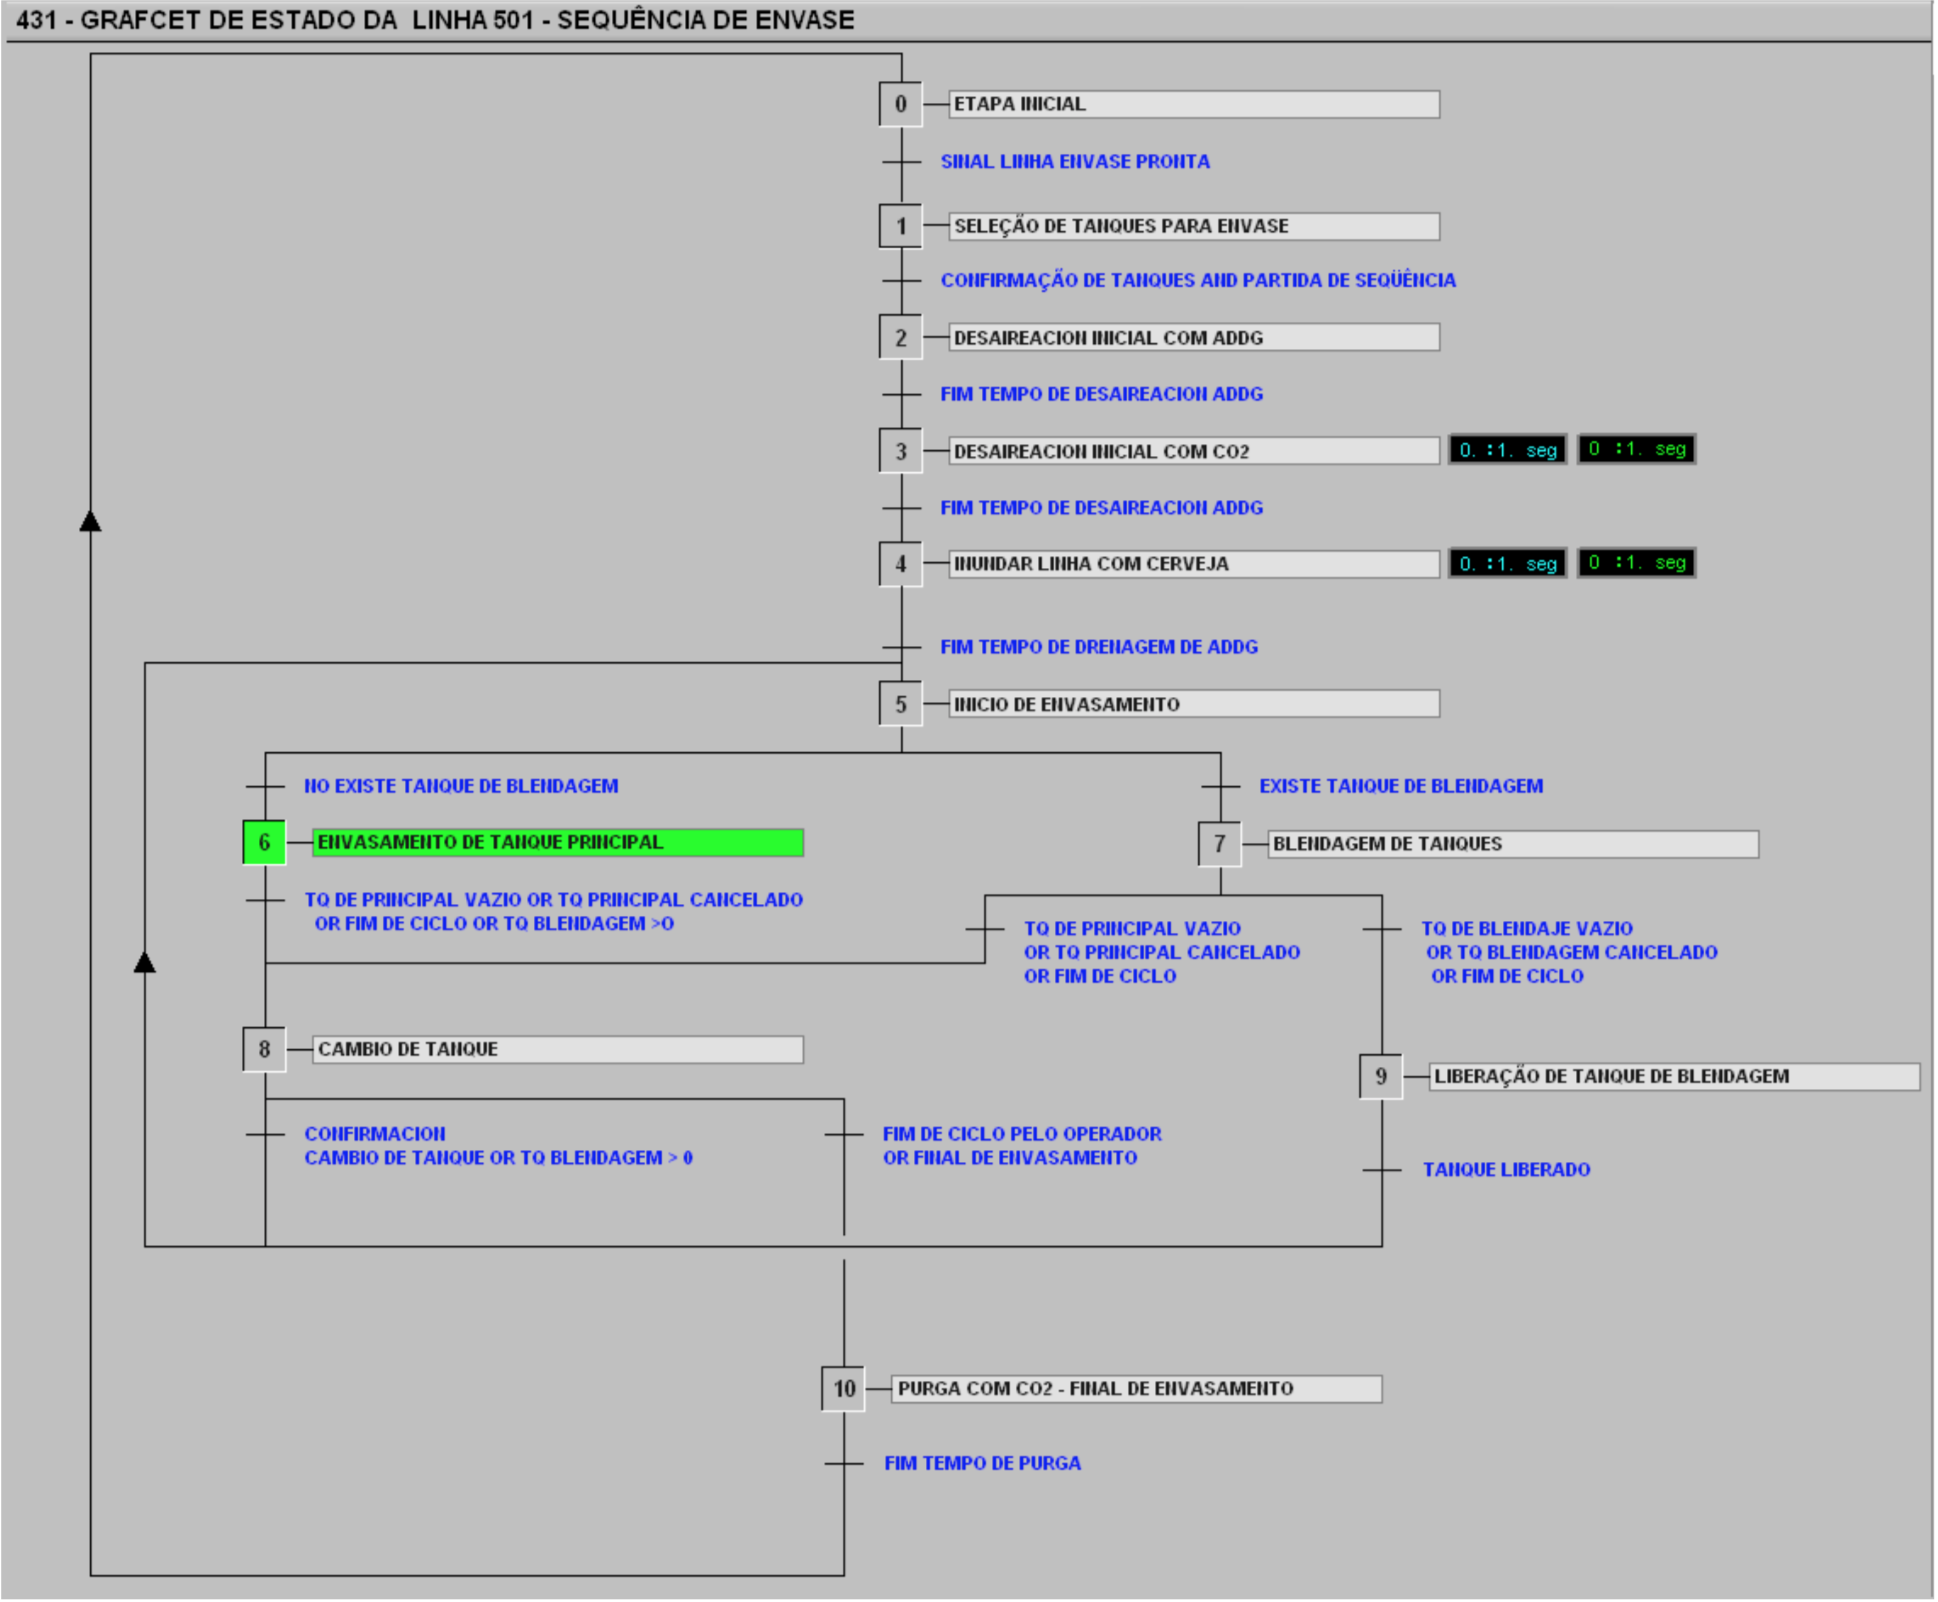 431 - GRAFCET DE ESTADO DA LINHA 501 - SEQUÊNCIA DE ENVASE
0 ETAPA INICIAL
SINAL LINHA ENVASE PRONTA
1 SELEÇÃO DE TANQUES PARA ENVASE
CONFIRMAÇÃO DE TANQUES AND PARTIDA DE SEQÜÊNCIA
2 DESAIREACION INICIAL COM ADDG
FIM TEMPO DE DESAIREACION ADDG
3 DESAIREACION INICIAL COM CO2 0. :1. seg 0 :1. seg
FIM TEMPO DE DESAIREACION ADDG
4 INUNDAR LINHA COM CERVEJA 0. :1. seg 0 :1. seg
FIM TEMPO DE DRENAGEM DE ADDG
5 INICIO DE ENVASAMENTO
NO EXISTE TANQUE DE BLENDAGEM
EXISTE TANQUE DE BLENDAGEM
6 ENVASAMENTO DE TANQUE PRINCIPAL
7 BLENDAGEM DE TANQUES
TQ DE PRINCIPAL VAZIO OR TQ PRINCIPAL CANCELADO
OR FIM DE CICLO OR TQ BLENDAGEM >O
TQ DE PRINCIPAL VAZIO
OR TQ PRINCIPAL CANCELADO
OR FIM DE CICLO
TQ DE BLENDAJE VAZIO
OR TQ BLENDAGEM CANCELADO
OR FIM DE CICLO
8 CAMBIO DE TANQUE
9 LIBERAÇÃO DE TANQUE DE BLENDAGEM
CONFIRMACION
CAMBIO DE TANQUE OR TQ BLENDAGEM > 0
FIM DE CICLO PELO OPERADOR
OR FINAL DE ENVASAMENTO
TANQUE LIBERADO
10 PURGA COM CO2 - FINAL DE ENVASAMENTO
FIM TEMPO DE PURGA